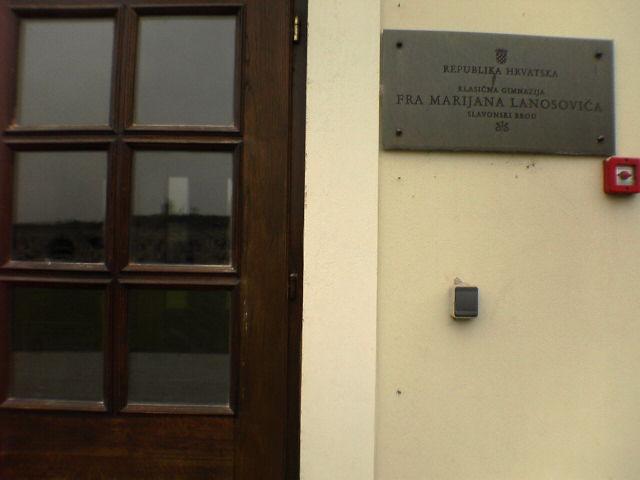 REPUBLIKA HRVATSKA
KLASIČNA GIMNAZIJA
FRA MARIJANA LANOSOVIĆA
SLAVONSKI BROD